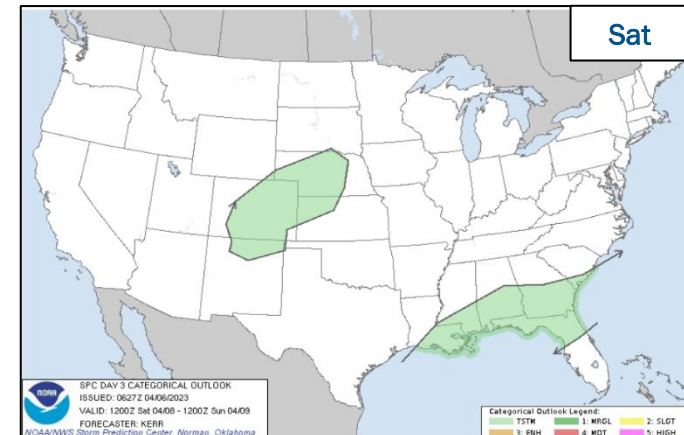 Sat
NOAA
SPC DAY 3 CATEGORICAL OUTLOOK
ISSUED: 0627Z 04/06/2023
VALID: 1200Z Sat 04/08 - 1200Z Sun 04/09
FORECASTER: KERR
NOAA/NWS Storm Prediction Center, Norman, Oklahoma
Categorical Outlook Legend:
TSTM 1: MRGL 2: SLGT
3: ENH 4: MDT 5: HIGH